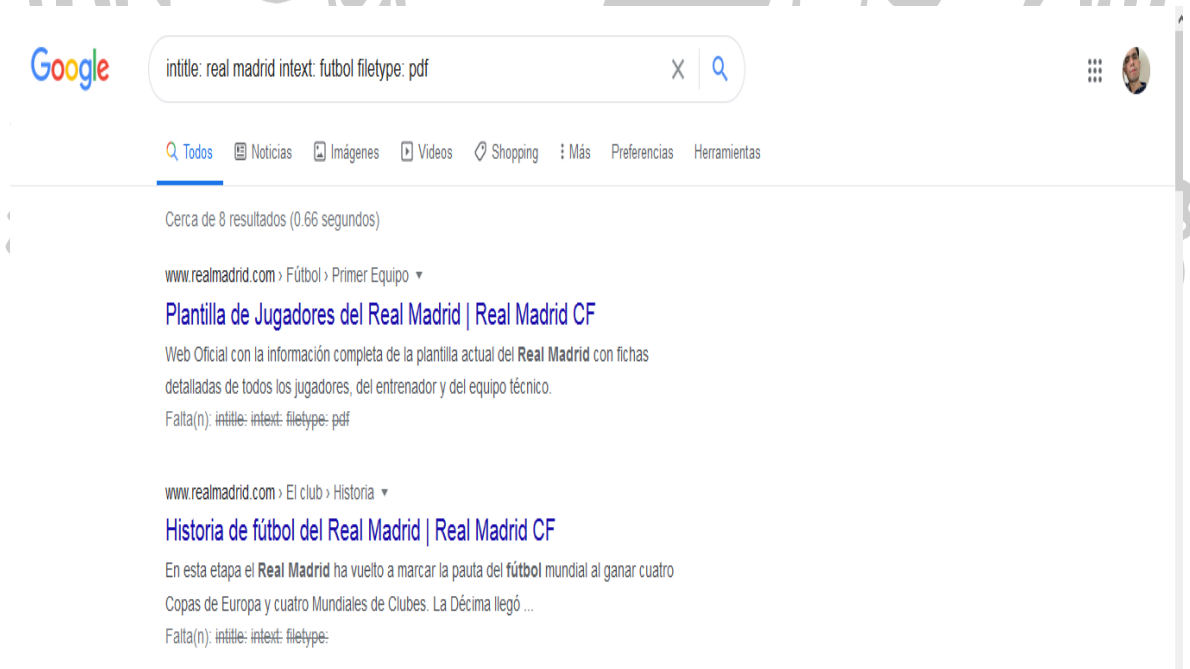 Google
intitle: real madrid intext: futbol filetype: pdf
Todos Noticias Imágenes Videos Shopping Más Preferencias Herramientas
Cerca de 8 resultados (0.66 segundos)
www.realmadrid.com › Fútbol › Primer Equipo
Plantilla de Jugadores del Real Madrid | Real Madrid CF
Web Oficial con la información completa de la plantilla actual del Real Madrid con fichas
detalladas de todos los jugadores, del entrenador y del equipo técnico.
Falta(n): intitle: intext: filetype: pdf
www.realmadrid.com › El club › Historia
Historia de fútbol del Real Madrid | Real Madrid CF
En esta etapa el Real Madrid ha vuelto a marcar la pauta del fútbol mundial al ganar cuatro
Copas de Europa y cuatro Mundiales de Clubes. La Décima llegó ...
Falta(n): intitle: intext: filetype: